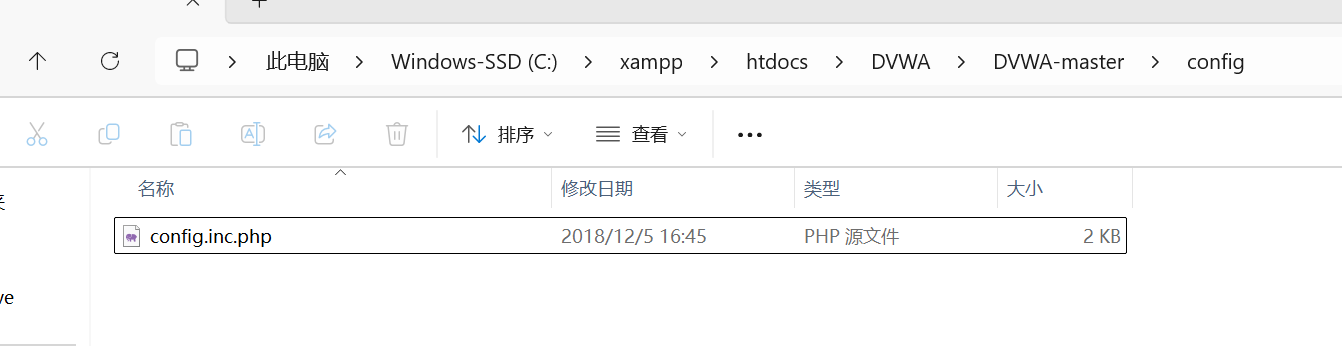 此电脑 Windows-SSD (C:) xampp htdocs DVWA DVWA-master config
排序 查看
名称 修改日期 类型 大小
config.inc.php 2018/12/5 16:45 PHP 源文件 2 KB
ve